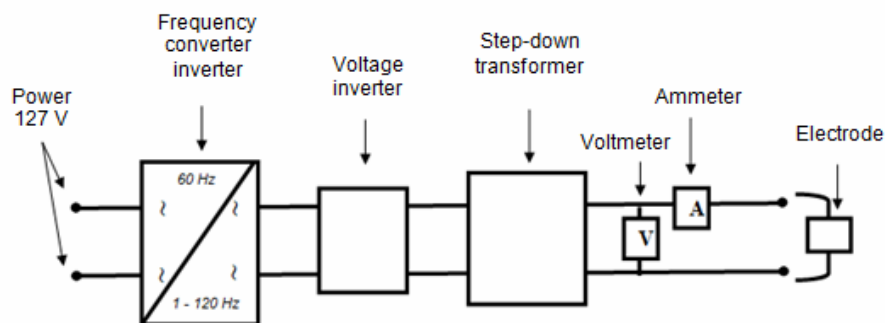 Frequency
converter
inverter
Voltage
inverter
Step-down
transformer
Ammeter
Voltmeter
Electrode
Power
127 V
60 Hz
~ ~
~ ~
1 - 120 Hz
V
A